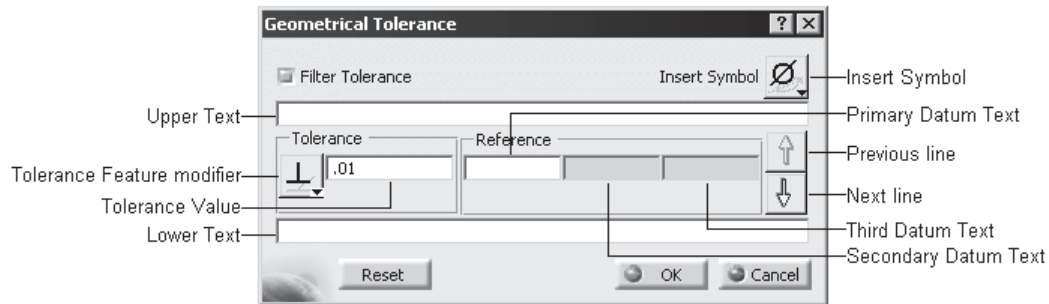 Geometrical Tolerance ? ×
Filter Tolerance
Insert Symbol Ø
Insert Symbol
Upper Text
Primary Datum Text
Tolerance
Reference
Previous line
Tolerance Feature modifier
.01
Tolerance Value
Next line
Lower Text
Third Datum Text
Secondary Datum Text
Reset
OK
Cancel